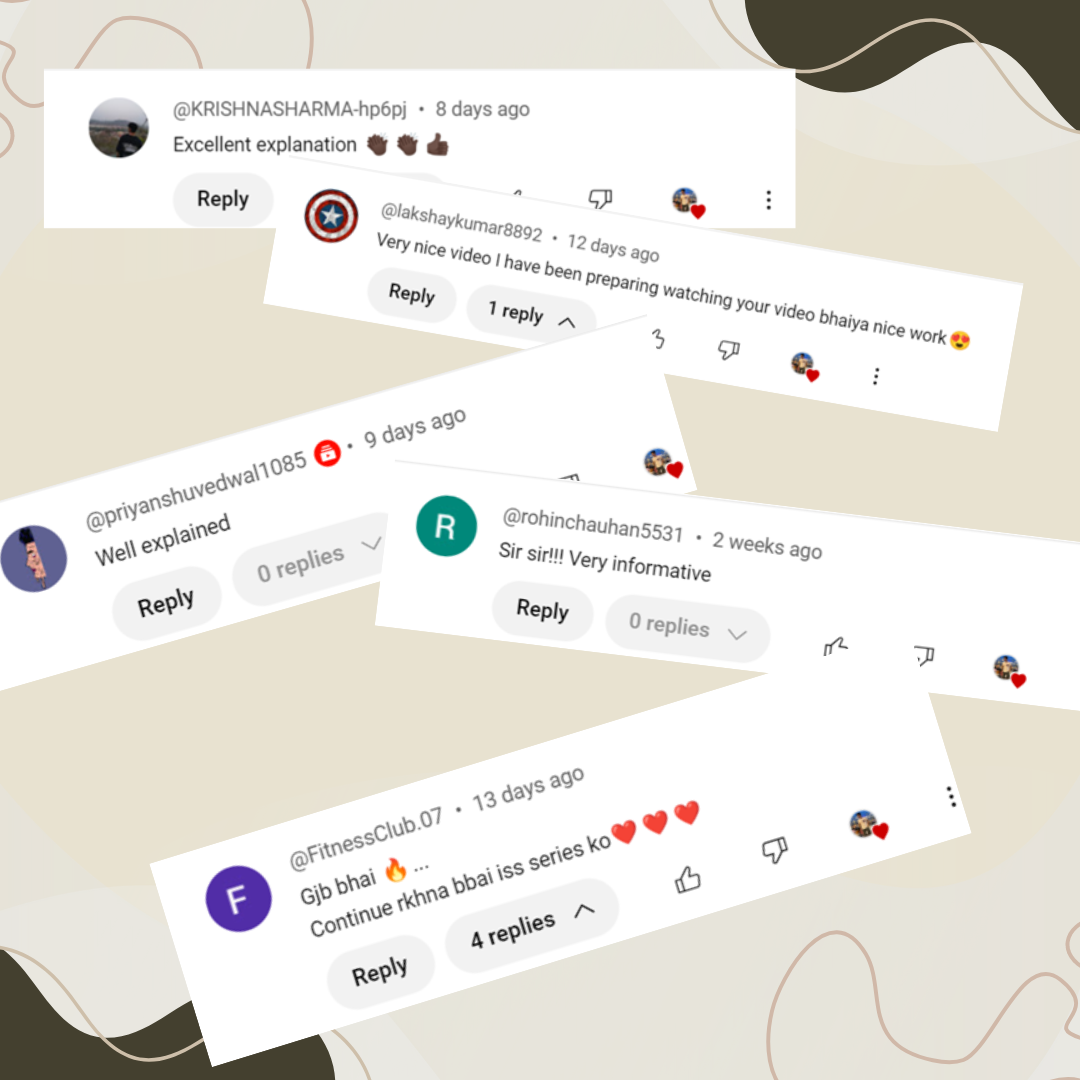 @KRISHNASHARMA-hp6pj • 8 days ago
Excellent explanation 👏🏿 👏🏿 👍🏿
Reply
@lakshaykumar8892 • 12 days ago
Very nice video I have been preparing watching your video bhaiya nice work😍
Reply 1 reply
@priyanshuvedwal1085 • 9 days ago
Well explained
Reply 0 replies
R @rohinchauhan5531 • 2 weeks ago
Sir sir!!! Very informative
Reply 0 replies
F @FitnessClub.07 • 13 days ago
Gjb bhai 🔥 ...
Continue rkhna bbai iss series ko❤️ ❤️ ❤️
Reply 4 replies